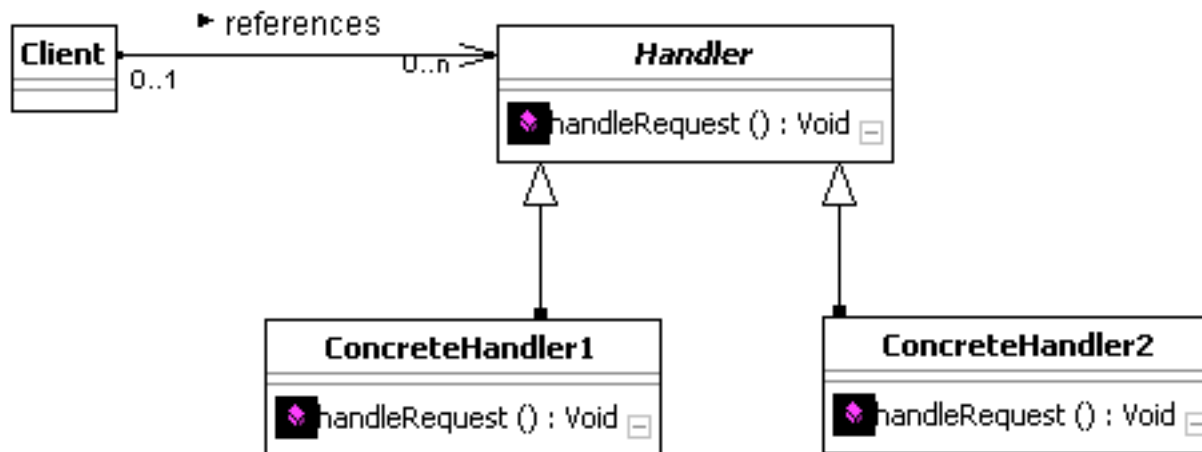 ► references
Client
0..1
0..n
Handler
handleRequest () : Void
ConcreteHandler1
handleRequest () : Void
ConcreteHandler2
handleRequest () : Void